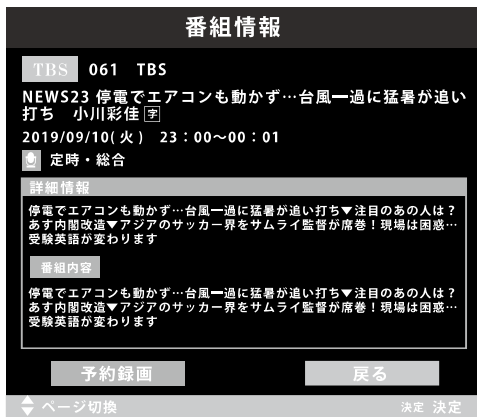 番組情報
TBS 061 TBS
NEWS23 停電でエアコンも動かず…台風一過に猛暑が追い
打ち 小川彩佳字
2019/09/10(火) 23：00～00：01
定時・総合
詳細情報
停電でエアコンも動かず…台風一過に猛暑が追い打ち▼注目のあの人は？
あす内閣改造▼アジアのサッカー界をサムライ監督が席巻！現場は困惑…
受験英語が変わります
番組内容
停電でエアコンも動かず…台風一過に猛暑が追い打ち▼注目のあの人は？
あす内閣改造▼アジアのサッカー界をサムライ監督が席巻！現場は困惑…
受験英語が変わります
予約録画 戻る
ページ切換 決定 決定